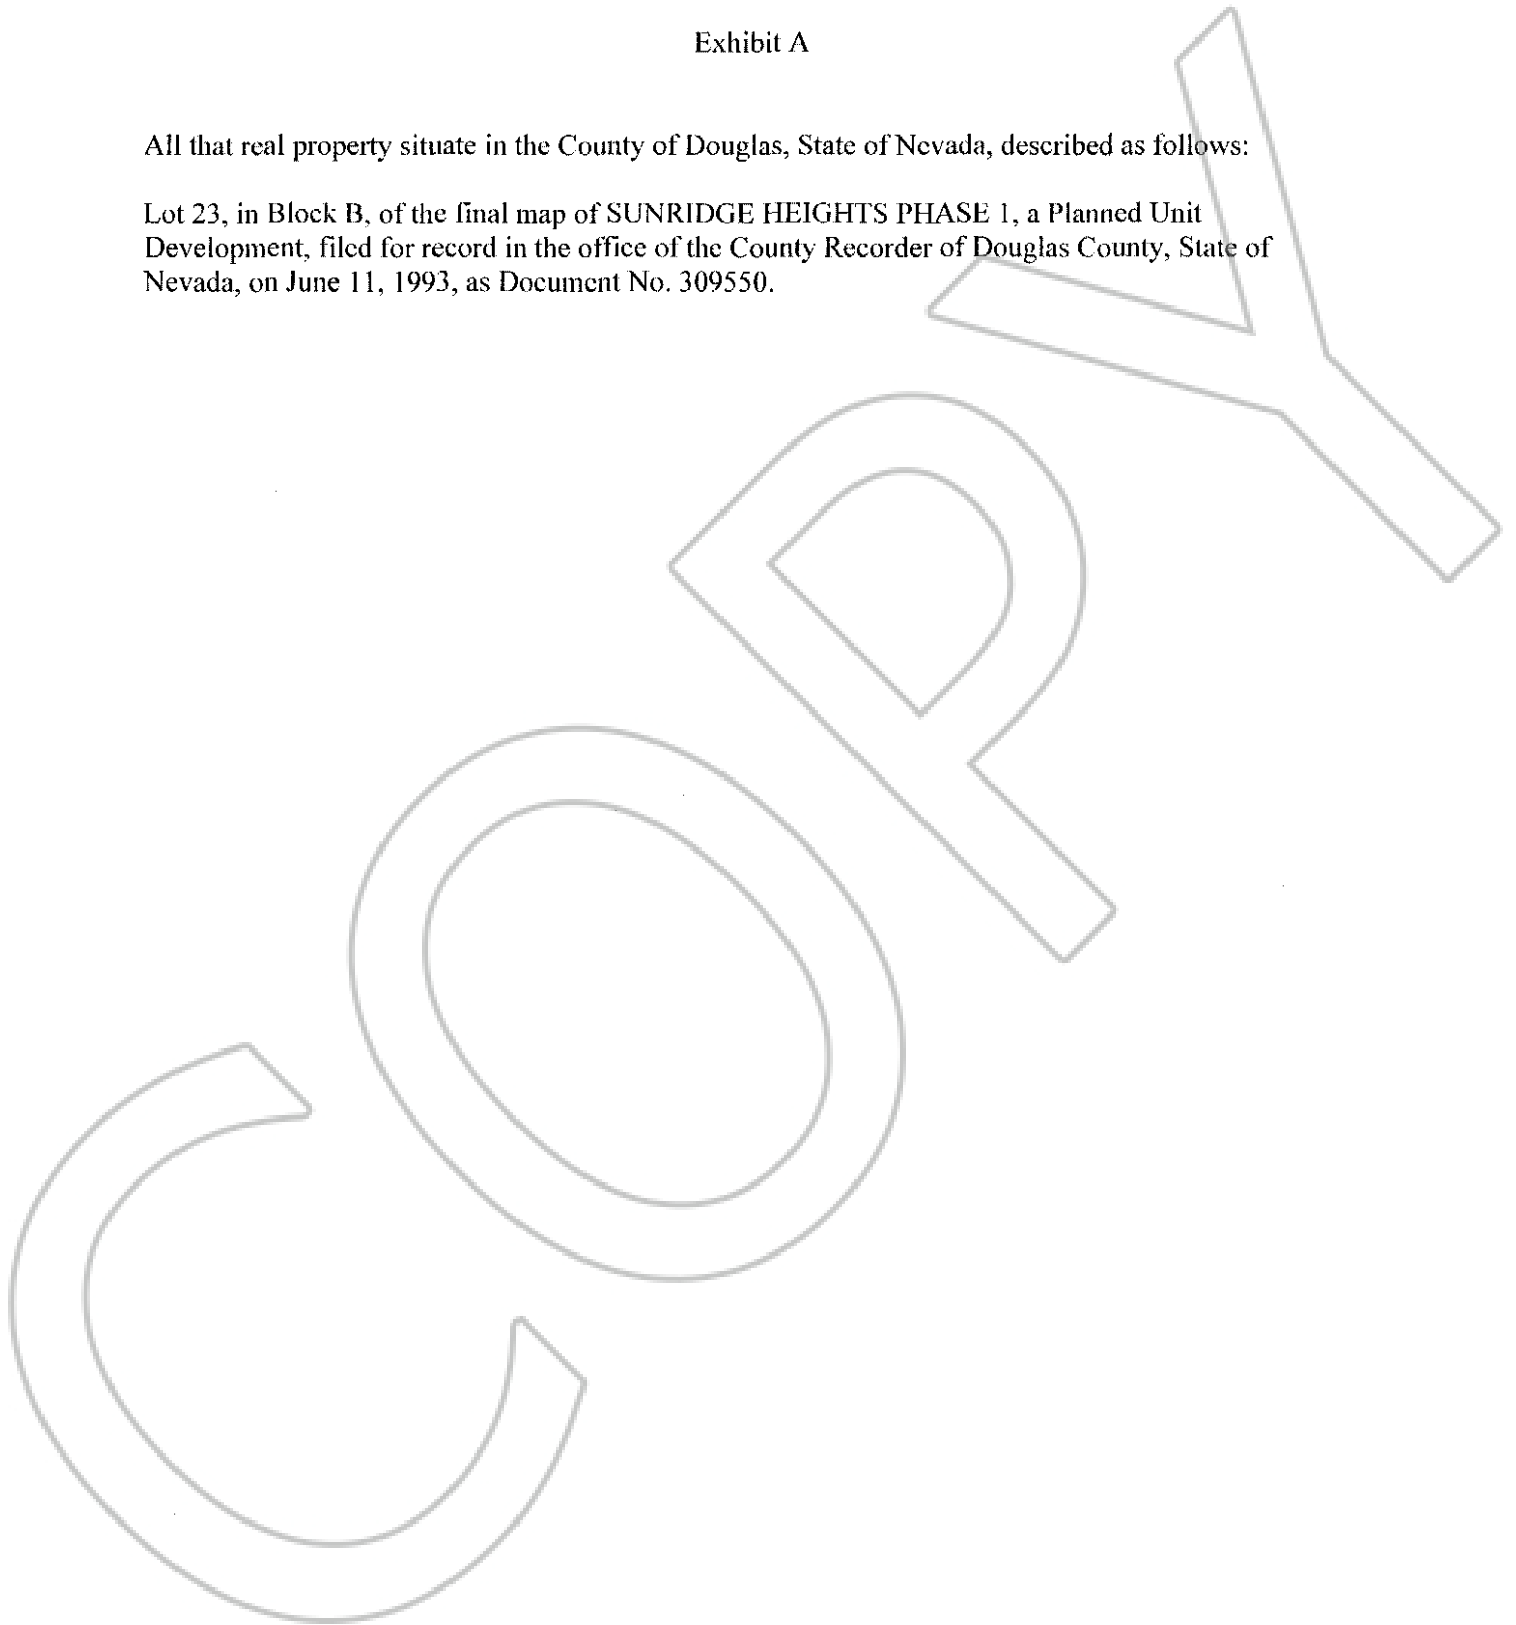 Exhibit A
All that real property situate in the County of Douglas, State of Nevada, described as follows:
Lot 23, in Block B, of the final map of SUNRIDGE HEIGHTS PHASE 1, a Planned Unit
Development, filed for record in the office of the County Recorder of Douglas County, State of
Nevada, on June 11, 1993, as Document No. 309550.
COPY